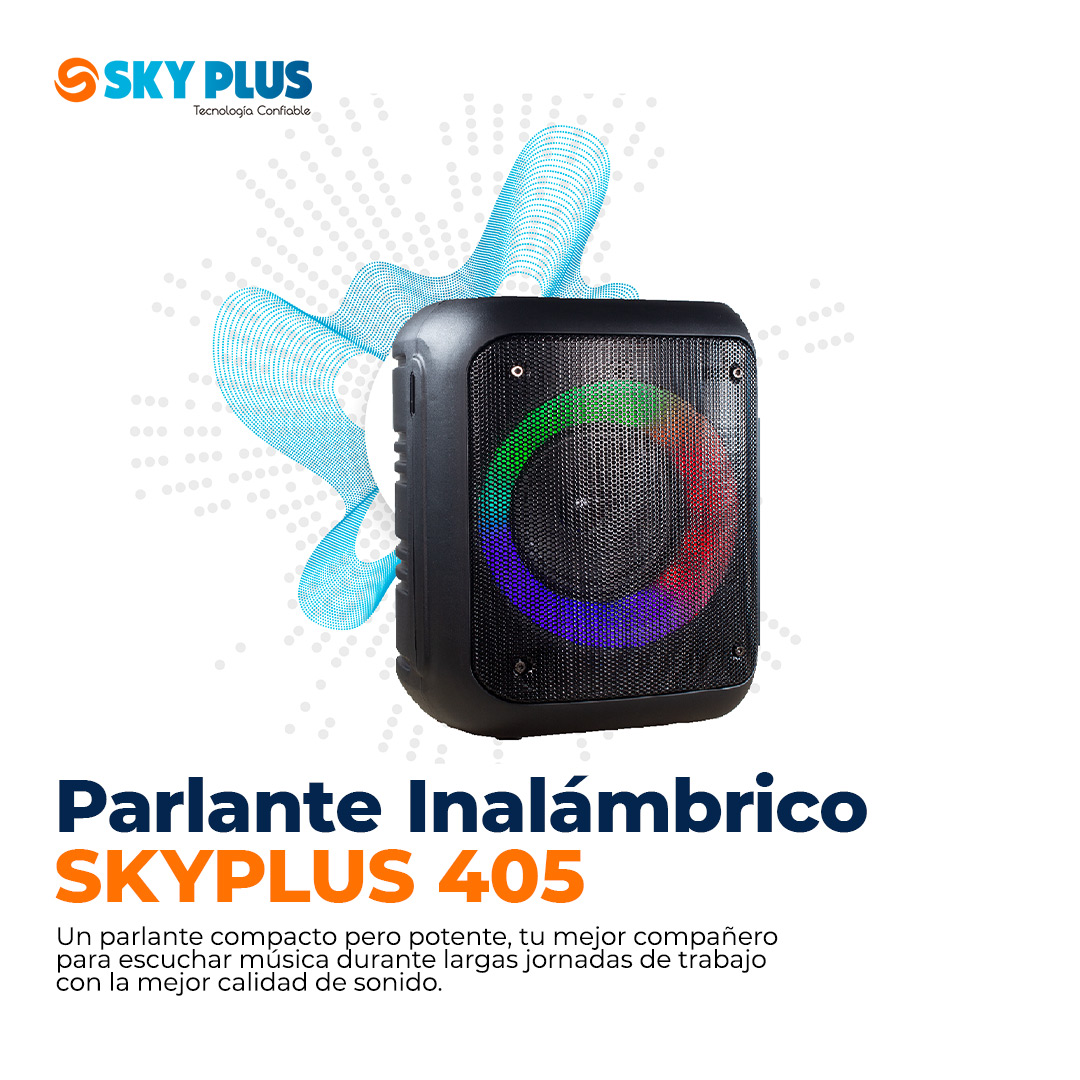 SKY PLUS
Tecnología Confiable
Parlante Inalámbrico
SKYPLUS 405
Un parlante compacto pero potente, tu mejor compañero
para escuchar música durante largas jornadas de trabajo
con la mejor calidad de sonido.